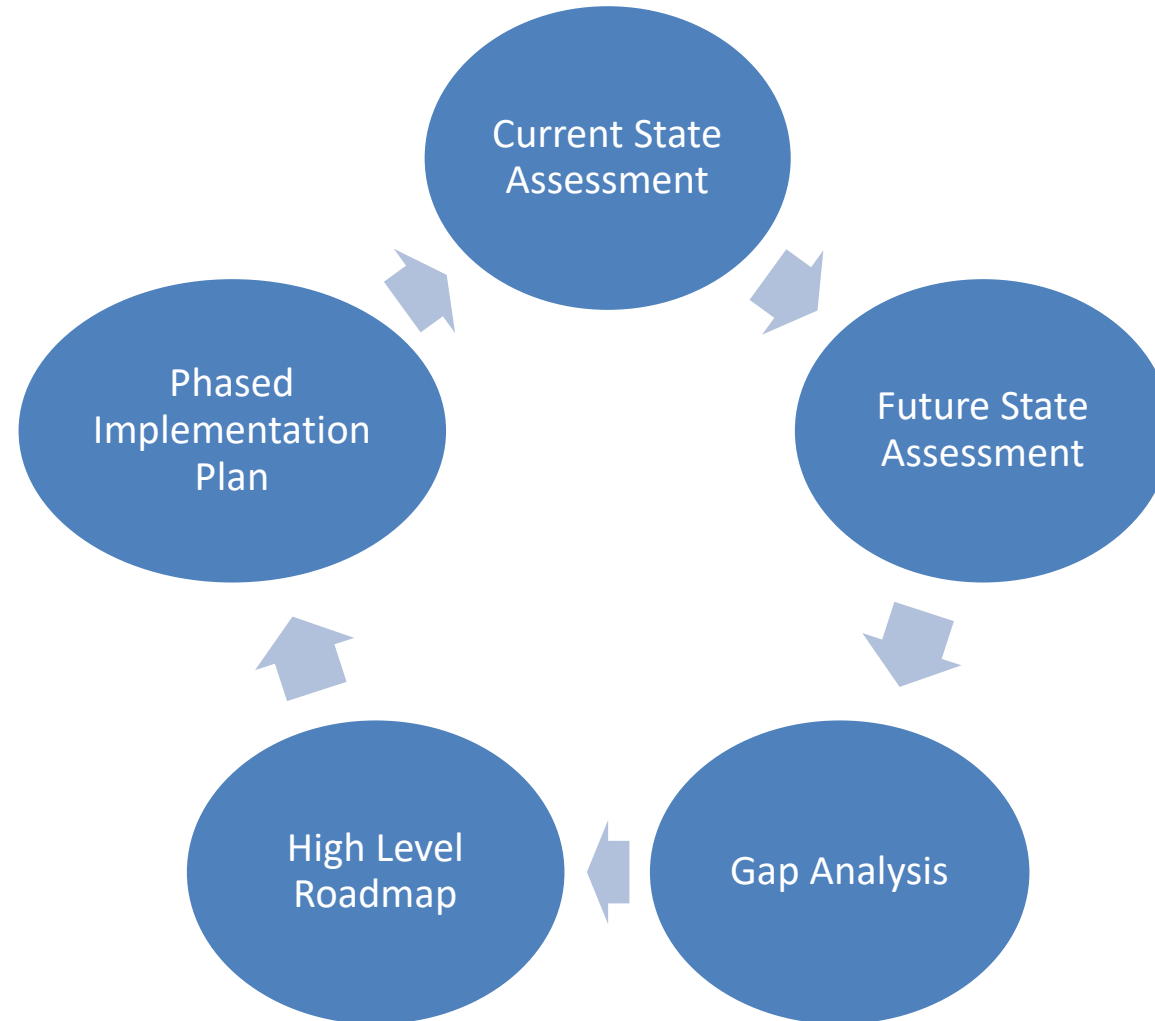 Current State
Assessment
Future State
Assessment
Gap Analysis
High Level
Roadmap
Phased
Implementation
Plan